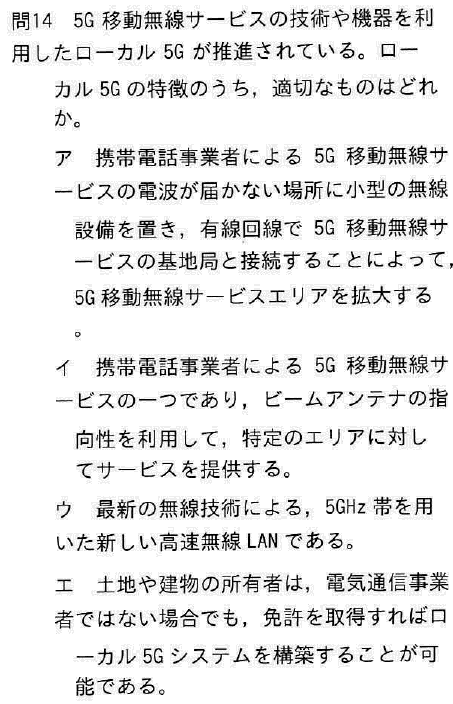 問14　5G 移動無線サービスの技術や機器を利
用したローカル 5G が推進されている。ロー
カル 5G の特徴のうち，適切なものはどれ
か。
ア　携帯電話事業者による 5G 移動無線サ
ービスの電波が届かない場所に小型の無線
設備を置き，有線回線で 5G 移動無線サ
ービスの基地局と接続することによって，
5G 移動無線サービスエリアを拡大する
。
イ　携帯電話事業者による 5G 移動無線サ
ービスの一つであり，ビームアンテナの指
向性を利用して，特定のエリアに対し
てサービスを提供する。
ウ　最新の無線技術による，5GHz 帯を用
いた新しい高速無線 LAN である。
エ　土地や建物の所有者は，電気通信事業
者ではない場合でも，免許を取得すればロ
ーカル 5G システムを構築することが可
能である。